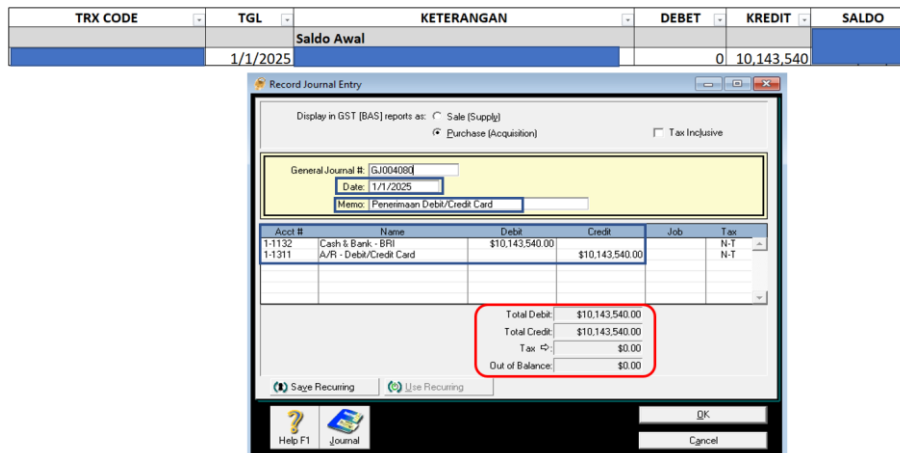 TRX CODE TGL KETERANGAN DEBET KREDIT SALDO
Saldo Awal
1/1/2025 0 10,143,540
Record Journal Entry
Display in GST [BAS] reports as: Sale (Supply)
Purchase (Acquisition) Tax Inclusive
General Journal #: GJ004080
Date: 1/1/2025
Memo: Penerimaan Debit/Credit Card
Acct # Name Debit Credit Job Tax
1-1132 Cash & Bank - BRI $10,143,540.00 N-T
1-1311 A/R - Debit/Credit Card $10,143,540.00 N-T
Total Debit: $10,143,540.00
Total Credit: $10,143,540.00
Tax ⇨: $0.00
Out of Balance: $0.00
Save Recurring Use Recurring
OK
Help F1 Journal
Cancel